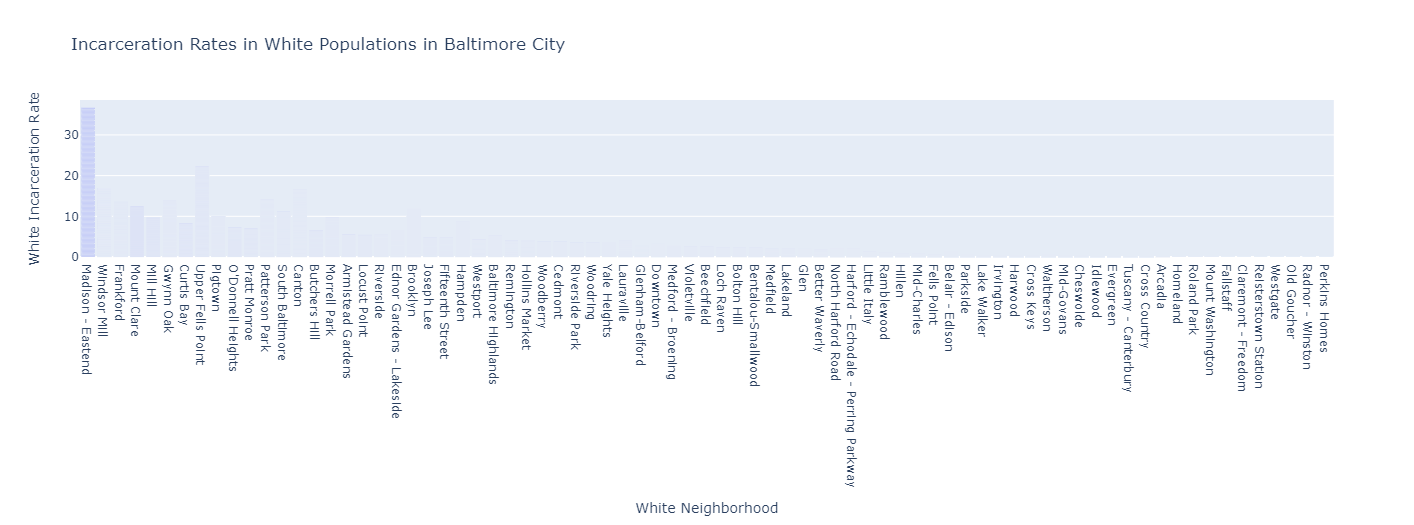 Incarceration Rates in White Populations in Baltimore City
White Incarceration Rate
30
20
10
0
Madison - Eastend
Windsor Mill
Frankford
Mount Clare
Mill Hill
Gwynn Oak
Curtis Bay
Upper Fells Point
Pigtown
O'Donnell Heights
Pratt Monroe
Patterson Park
South Baltimore
Canton
Butchers Hill
Morrell Park
Armistead Gardens
Locust Point
Riverside
Ednor Gardens - Lakeside
Brooklyn
Joseph Lee
Fifteenth Street
Hampden
Westport
Baltimore Highlands
Remington
Hollins Market
Woodberry
Cedmont
Riverside Park
Woodring
Yale Heights
Lauraville
Glenham-Belford
Downtown
Medford - Broening
Violetville
Beechfield
Loch Raven
Bolton Hill
Bentalou-Smallwood
Medfield
Lakeland
Glen
Better Waverly
North Harford Road
Harford - Echodale - Perring Parkway
Little Italy
Ramblewood
Hillen
Mid-Charles
Fells Point
Belair - Edison
Parkside
Lake Walker
Irvington
Harwood
Cross Keys
Waltherson
Mid-Govans
Cheswolde
Idlewood
Evergreen
Tuscany - Canterbury
Cross Country
Arcadia
Homeland
Roland Park
Mount Washington
Fallstaff
Claremont - Freedom
Reisterstown Station
Westgate
Old Goucher
Radnor - Winston
Perkins Homes
White Neighborhood